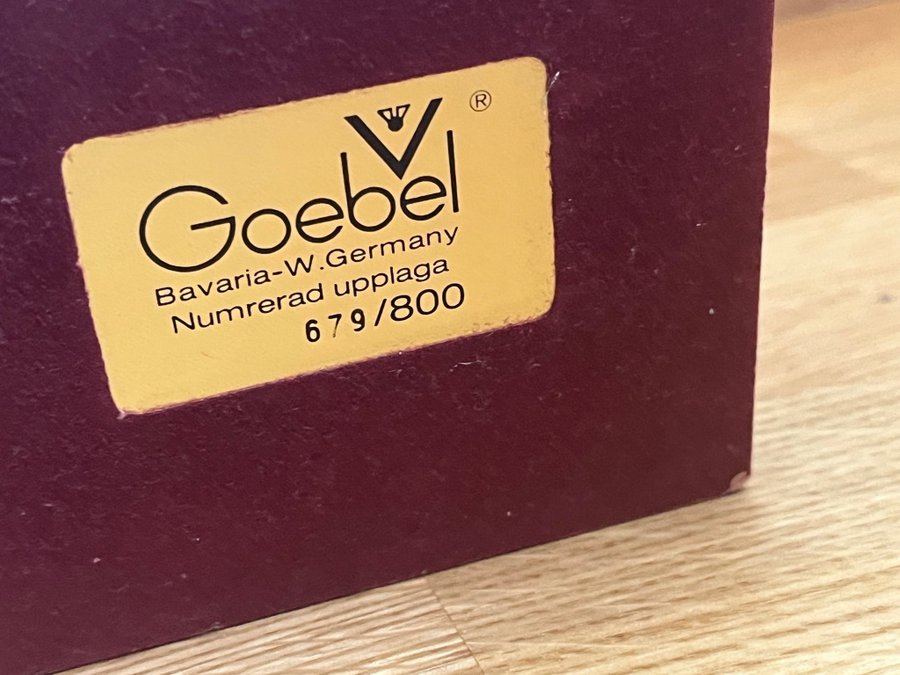 Goebel ®
Bavaria-W.Germany
Numrerad upplaga
679/800